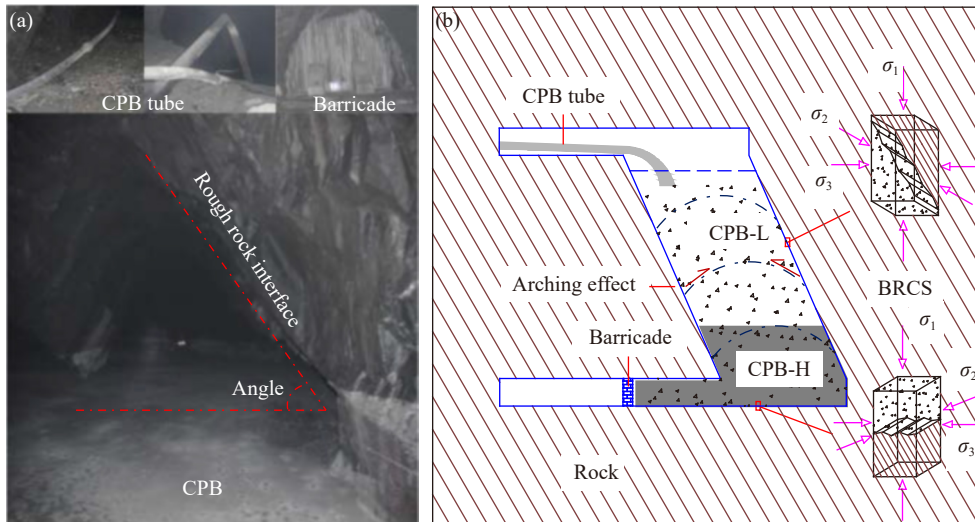 (a)
CPB tube
Barricade
Rough rock interface
Angle
CPB
(b)
CPB tube
CPB-L
Arching effect
Barricade
CPB-H
Rock
σ1
σ2
σ3
BRCS
σ1
σ2
σ3